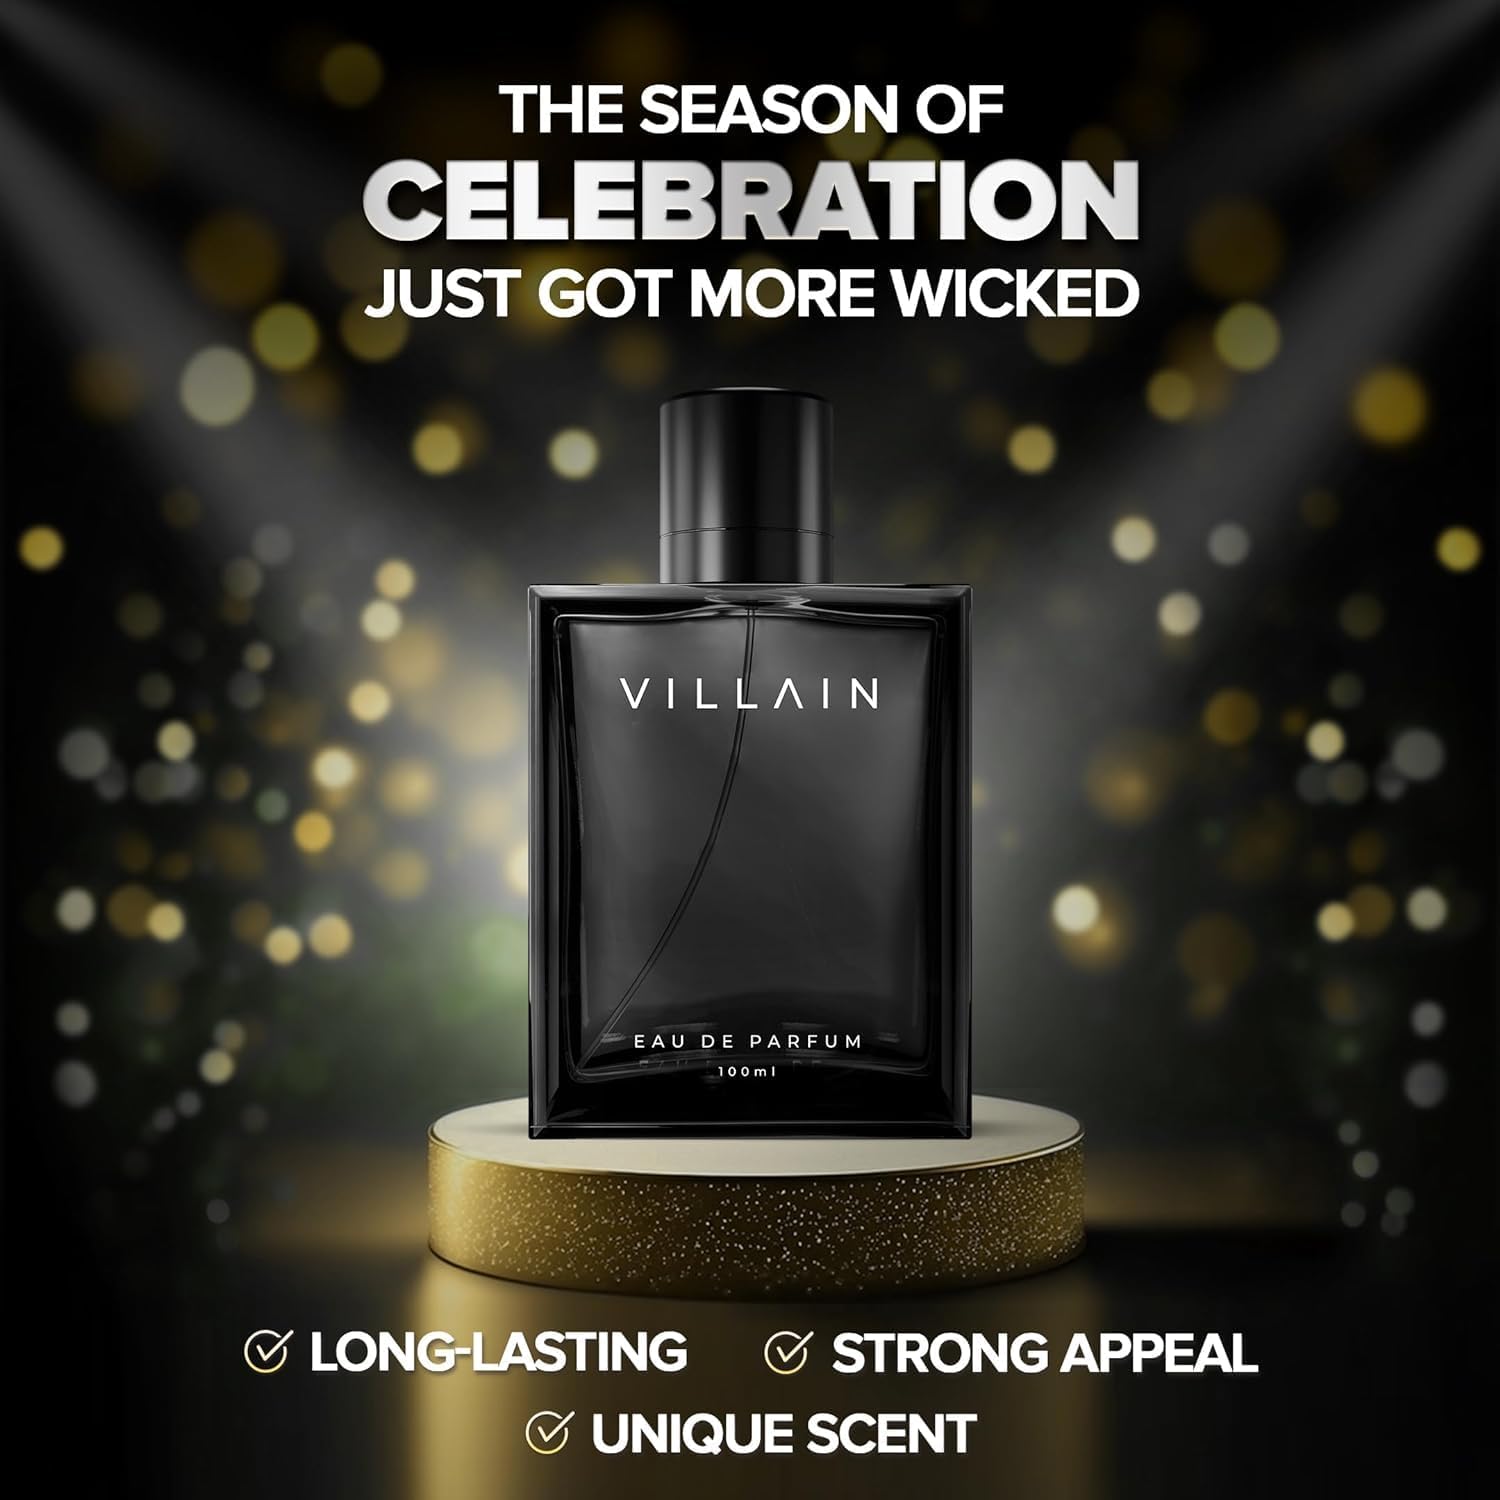 THE SEASON OF
CELEBRATION
JUST GOT MORE WICKED
VILLAIN
EAU DE PARFUM
100ml
LONG-LASTING
STRONG APPEAL
UNIQUE SCENT